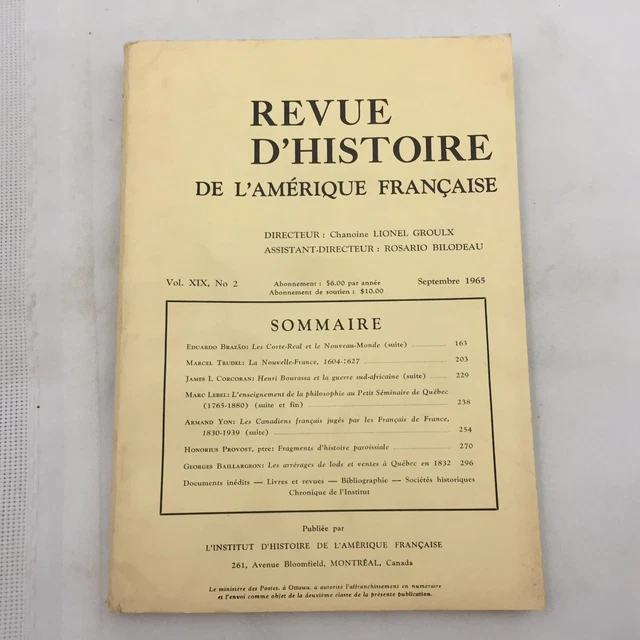 REVUE
D'HISTOIRE
DE L'AMÉRIQUE FRANÇAISE
DIRECTEUR : Chanoine LIONEL GROULX
ASSISTANT-DIRECTEUR : ROSARIO BILODEAU
Vol. XIX, No 2 Abonnement : $6.00 par année Septembre 1965
Abonnement de soutien : $10.00
SOMMAIRE
EDUARDO BRAZÃO: Les Corte-Real et le Nouveau-Monde (suite) 163
MARCEL TRUDEL: La Nouvelle-France, 1604-1627 203
JAMES I. CORCORAN: Henri Bourassa et la guerre sud-africaine (suite) 229
MARC LEBEL: L'enseignement de la philosophie au Petit Séminaire de Québec
(1765-1880) (suite et fin) 238
ARMAND YON: Les Canadiens français jugés par les Français de France,
1830-1939 (suite) 254
HONORIUS PROVOST, ptre: Fragments d'histoire paroissiale 270
GEORGES BAILLARGEON: Les arrérages de lods et ventes à Québec en 1832 296
Documents inédits — Livres et revues — Bibliographie — Sociétés historiques
Chronique de l'Institut
Publiée par
L'INSTITUT D'HISTOIRE DE L'AMÉRIQUE FRANÇAISE
261, Avenue Bloomfield, MONTRÉAL, Canada
Le ministère des Postes, à Ottawa, a autorisé l'affranchissement en numéraire
et l'envoi comme objet de la deuxième classe de la présente publication.